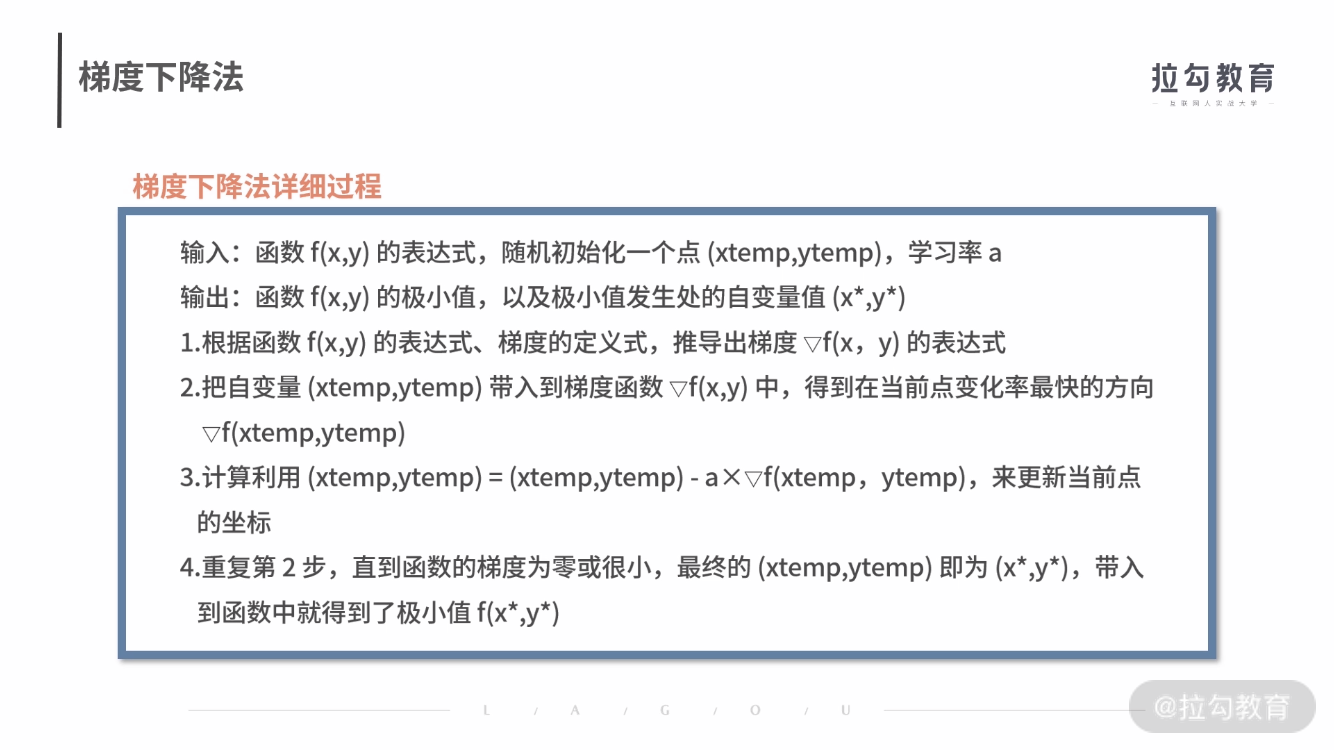 梯度下降法
拉勾教育
互联网人实战大学
梯度下降法详细过程
输入：函数 f(x,y) 的表达式，随机初始化一个点 (xtemp,ytemp)，学习率 a
输出：函数 f(x,y) 的极小值，以及极小值发生处的自变量值 (x*,y*)
1.根据函数 f(x,y) 的表达式、梯度的定义式，推导出梯度 ▽f(x，y) 的表达式
2.把自变量 (xtemp,ytemp) 带入到梯度函数 ▽f(x,y) 中，得到在当前点变化率最快的方向
▽f(xtemp,ytemp)
3.计算利用 (xtemp,ytemp) = (xtemp,ytemp) - a×▽f(xtemp，ytemp)，来更新当前点
的坐标
4.重复第 2 步，直到函数的梯度为零或很小，最终的 (xtemp,ytemp) 即为 (x*,y*)，带入
到函数中就得到了极小值 f(x*,y*)
L / A / G / O / U
@拉勾教育